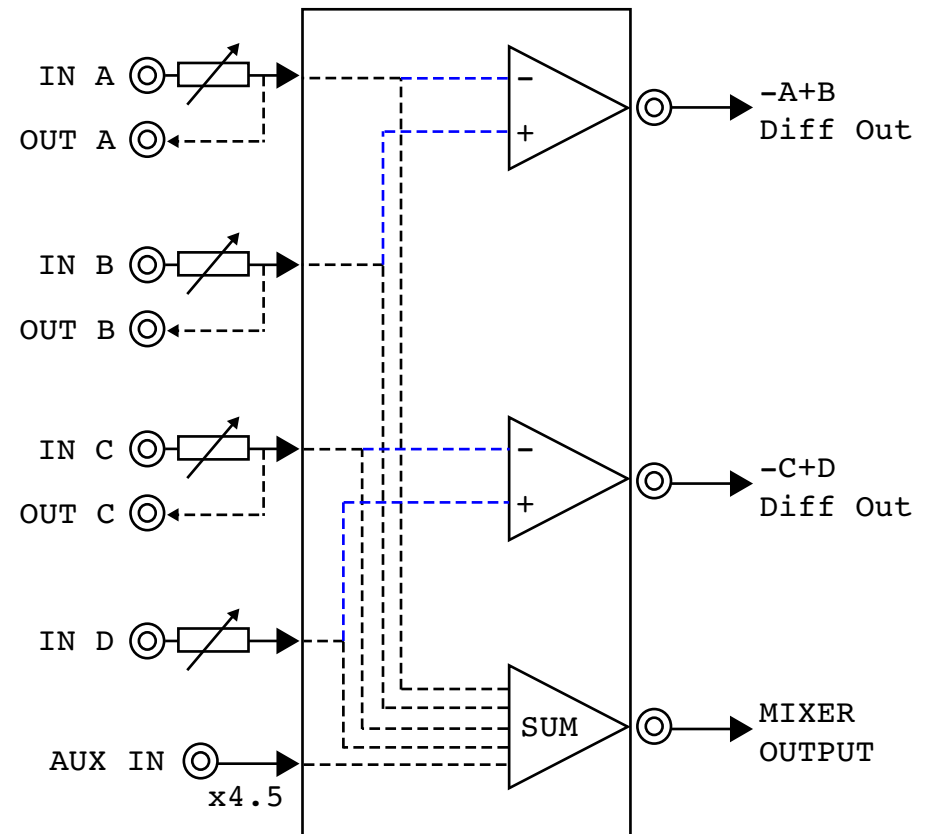 IN A
OUT A
IN B
OUT B
IN C
OUT C
IN D
AUX IN
x4.5
−
+
−
+
SUM
−A+B
Diff Out
−C+D
Diff Out
MIXER
OUTPUT